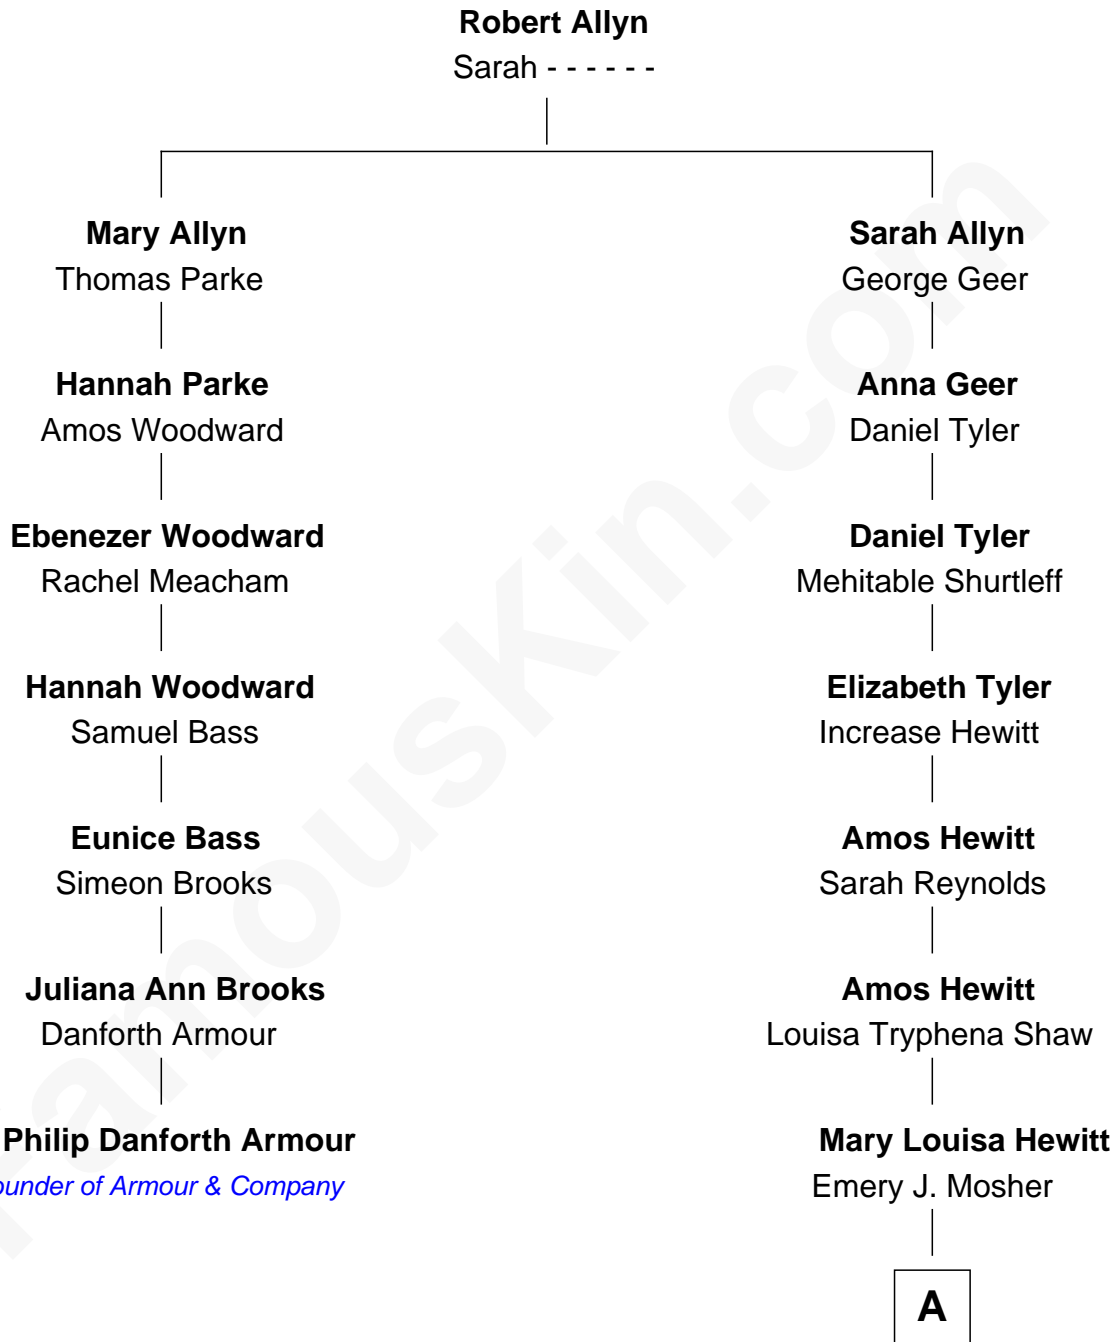 Robert Allyn
Sarah - - - - - -
Mary Allyn
Thomas Parke
Sarah Allyn
George Geer
Hannah Parke
Amos Woodward
Anna Geer
Daniel Tyler
Ebenezer Woodward
Rachel Meacham
Daniel Tyler
Mehitable Shurtleff
Hannah Woodward
Samuel Bass
Elizabeth Tyler
Increase Hewitt
Eunice Bass
Simeon Brooks
Amos Hewitt
Sarah Reynolds
Juliana Ann Brooks
Danforth Armour
Amos Hewitt
Louisa Tryphena Shaw
Philip Danforth Armour
ounder of Armour & Company
Mary Louisa Hewitt
Emery J. Mosher
A
FamousKin.com